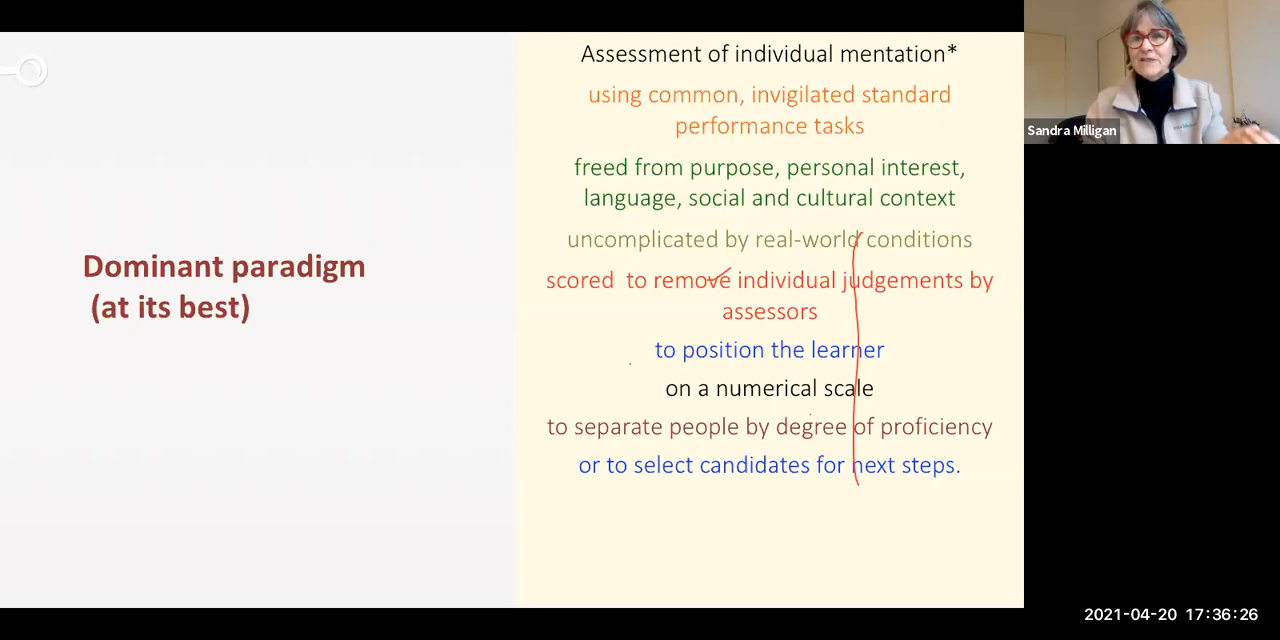 Assessment of individual mentation*
using common, invigilated standard
performance tasks
freed from purpose, personal interest,
language, social and cultural context
uncomplicated by real-world conditions
scored to remove individual judgements by
assessors
to position the learner
on a numerical scale
to separate people by degree of proficiency
or to select candidates for next steps.
Dominant paradigm
(at its best)
Sandra Milligan
2021-04-20 17:36:26